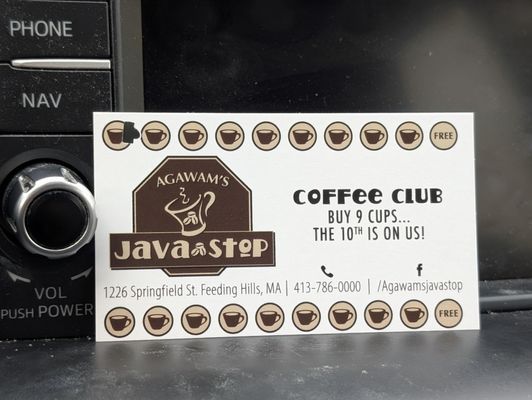 PHONE
NAV
VOL
PUSH POWER
FREE
AGAWAM'S
JAVA STOP
COFFEE CLUB
BUY 9 CUPS...
THE 10TH IS ON US!
1226 Springfield St. Feeding Hills, MA | 413-786-0000 | /Agawamsjavastop
FREE